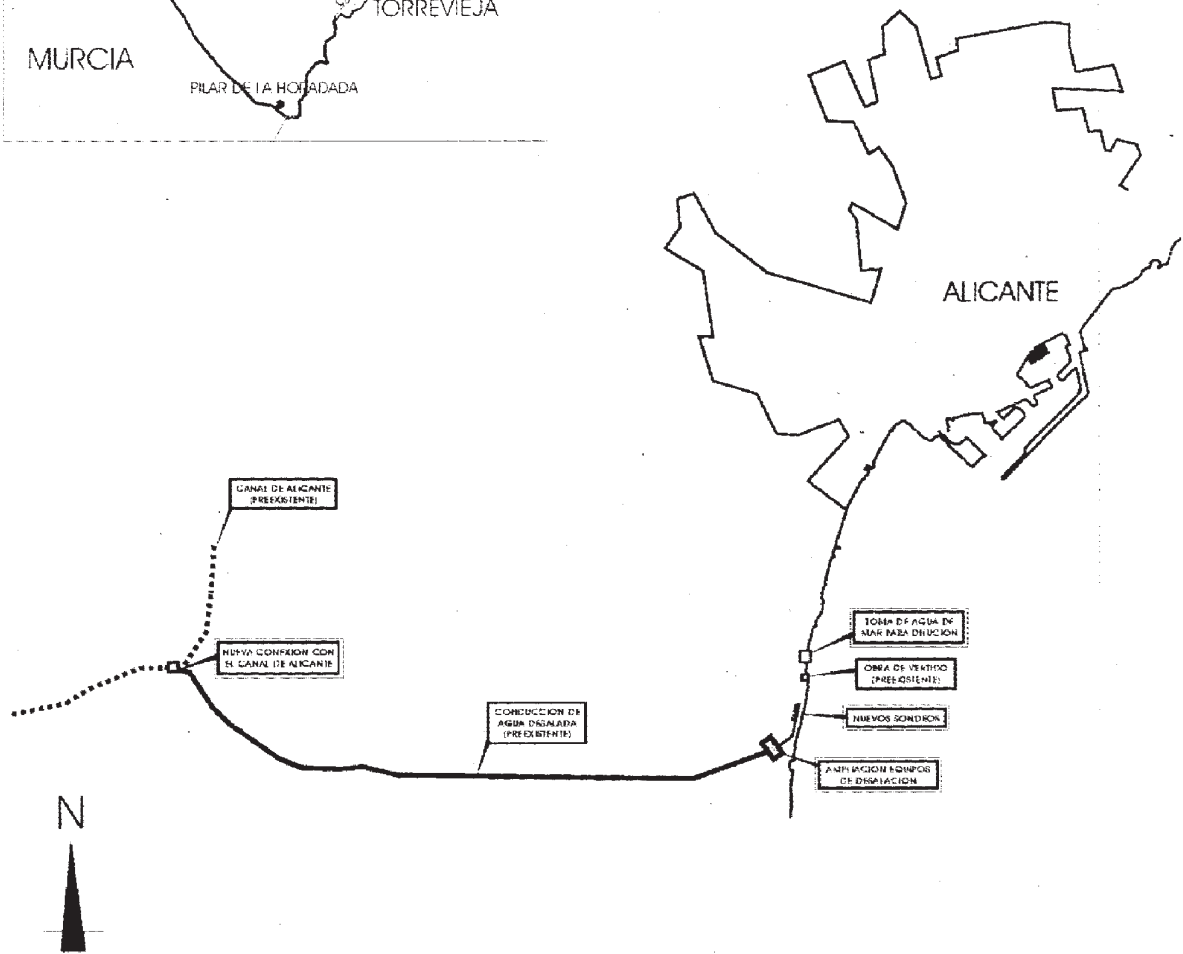 TORREVIEJA
MURCIA
PILAR DE LA HORADADA
ALICANTE
CANAL DE ALICANTE
(PREEXISTENTE)
TOMA DE AGUA DE
MAR PARA DILUCION
NUEVA CONEXION CON
EL CANAL DE ALICANTE
OBRA DE VERTIDO
(PREEXISTENTE)
CONDUCCION DE
AGUA DESALADA
(PREEXISTENTE)
NUEVOS SONDEOS
AMPLIACION EQUIPOS
DE DESALACION
N